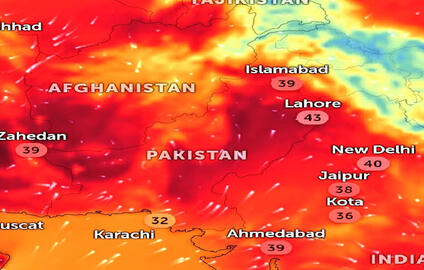 TAJIKISTAN
hhad
Islamabad
39
AFGHANISTAN
Lahore
43
Zahedan
39
PAKISTAN
New Delhi
40
Jaipur
38
Kota
36
32
uscat
Karachi
Ahmedabad
39
INDIA